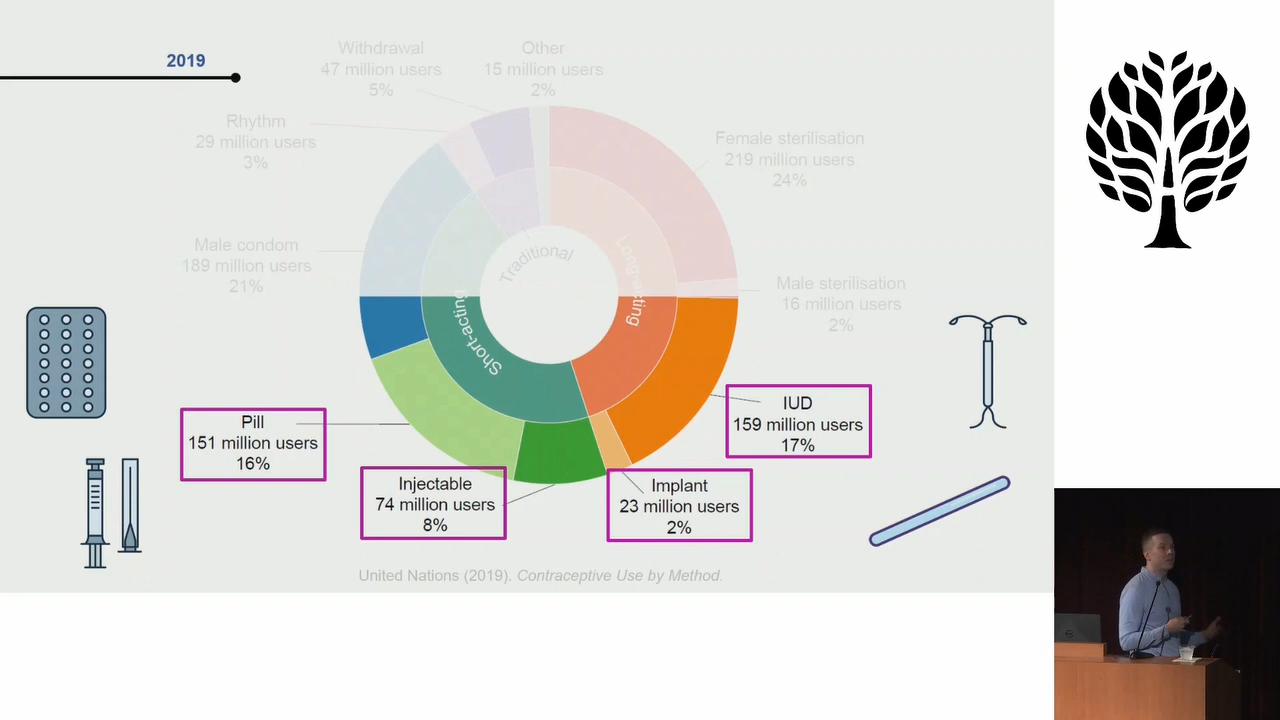 2019
Withdrawal
47 million users
5%
Other
15 million users
2%
Rhythm
29 million users
3%
Female sterilisation
219 million users
24%
Male condom
189 million users
21%
Male sterilisation
16 million users
2%
Traditional
Long-acting
Short-acting
IUD
159 million users
17%
Pill
151 million users
16%
Injectable
74 million users
8%
Implant
23 million users
2%
United Nations (2019). Contraceptive Use by Method.